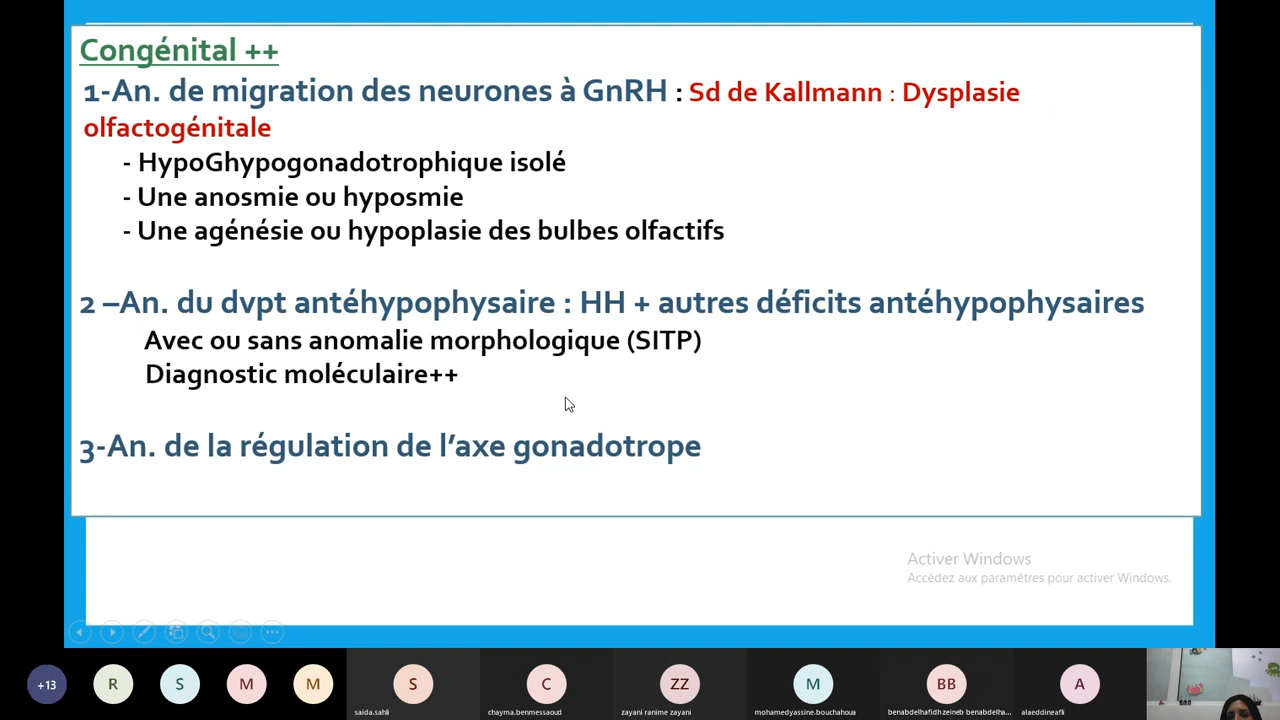 Congénital ++
1-An. de migration des neurones à GnRH : Sd de Kallmann : Dysplasie
olfactogénitale
- HypoGhypogonadotrophique isolé
- Une anosmie ou hyposmie
- Une agénésie ou hypoplasie des bulbes olfactifs
2 –An. du dvpt antéhypophysaire : HH + autres déficits antéhypophysaires
Avec ou sans anomalie morphologique (SITP)
Diagnostic moléculaire++
3-An. de la régulation de l’axe gonadotrope
Activer Windows
Accédez aux paramètres pour activer Windows.
+13 R S M M S C ZZ M BB A
saida.sahli chayma.benmessaoud zayani ranime zayani mohamedyassine.bouchahoua benabdelhafidh zeineb benabdelha... alaeddineafli